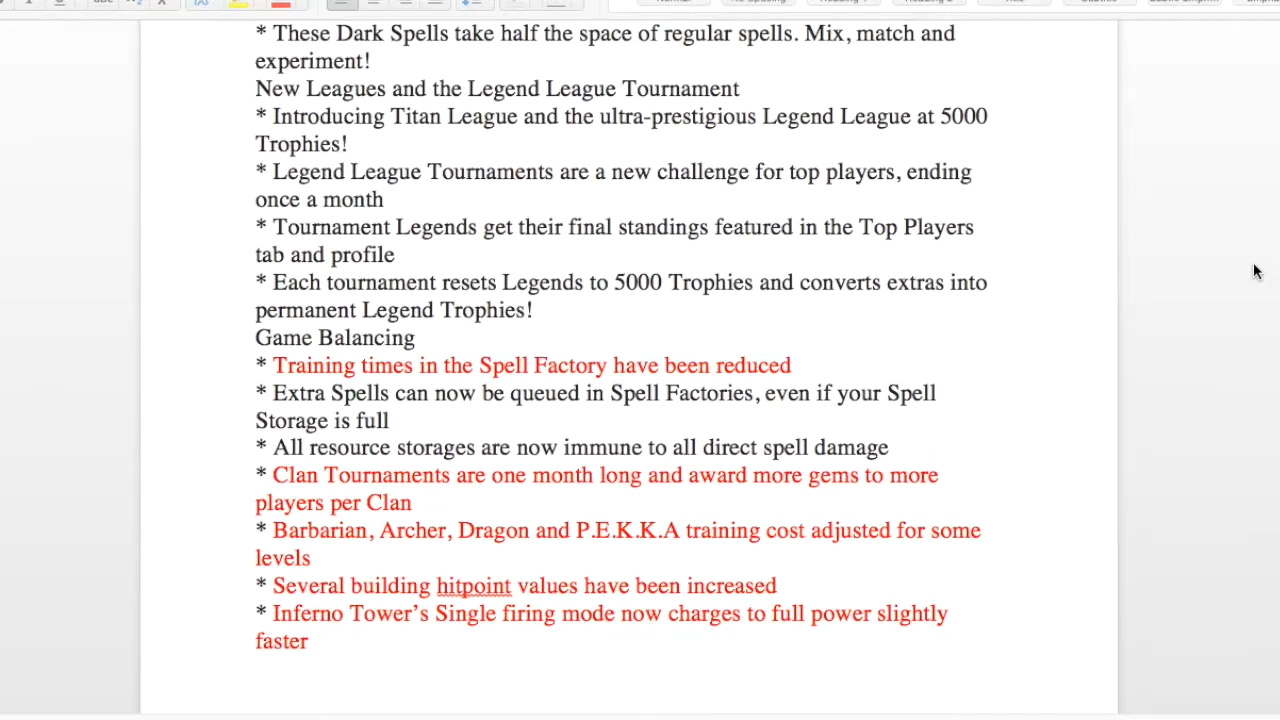 * These Dark Spells take half the space of regular spells. Mix, match and
experiment!
New Leagues and the Legend League Tournament
* Introducing Titan League and the ultra-prestigious Legend League at 5000
Trophies!
* Legend League Tournaments are a new challenge for top players, ending
once a month
* Tournament Legends get their final standings featured in the Top Players
tab and profile
* Each tournament resets Legends to 5000 Trophies and converts extras into
permanent Legend Trophies!
Game Balancing
* Training times in the Spell Factory have been reduced
* Extra Spells can now be queued in Spell Factories, even if your Spell
Storage is full
* All resource storages are now immune to all direct spell damage
* Clan Tournaments are one month long and award more gems to more
players per Clan
* Barbarian, Archer, Dragon and P.E.K.K.A training cost adjusted for some
levels
* Several building hitpoint values have been increased
* Inferno Tower’s Single firing mode now charges to full power slightly
faster